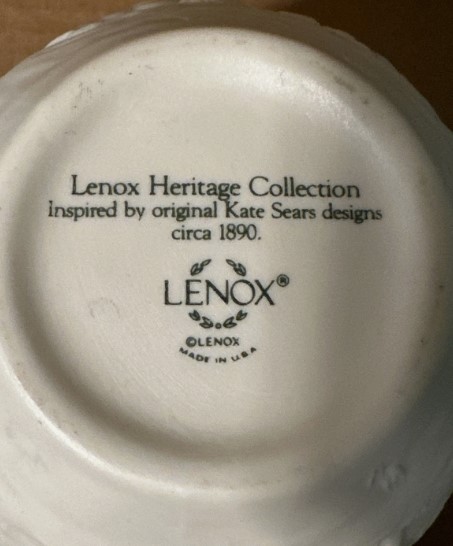 Lenox Heritage Collection
Inspired by original Kate Sears designs
circa 1890.
LENOX®
©LENOX
MADE IN U.S.A